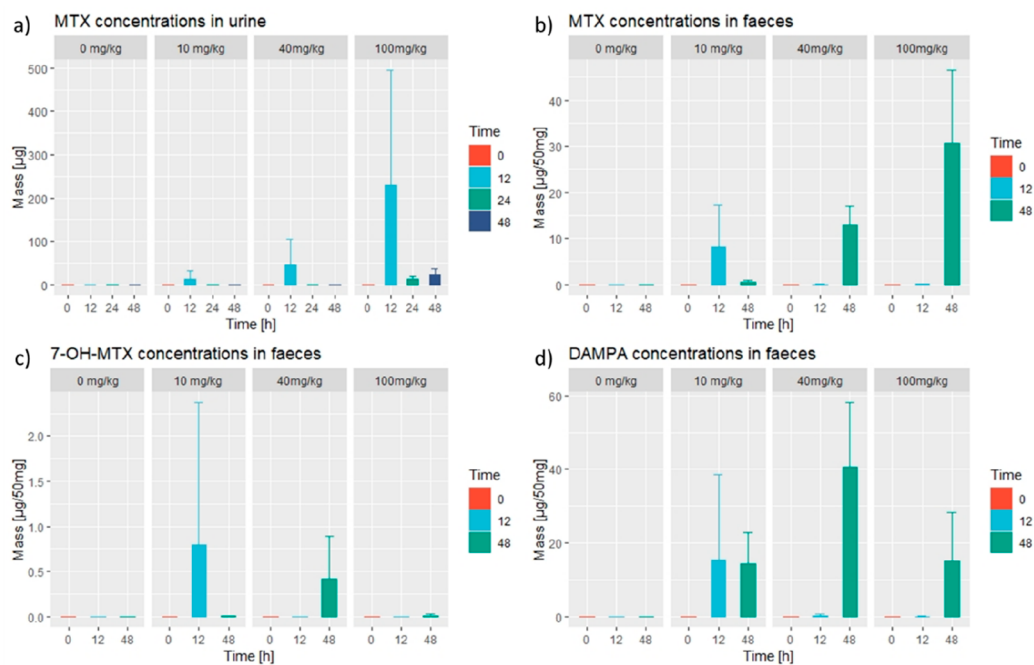 a) MTX concentrations in urine
0 mg/kg 10 mg/kg 40mg/kg 100mg/kg
500
400
300
200
100
0
Mass [µg]
0 12 24 48 0 12 24 48 0 12 24 48 0 12 24 48
Time [h]
Time
0
12
24
48
b) MTX concentrations in faeces
0 mg/kg 10 mg/kg 40mg/kg 100mg/kg
40
30
20
10
0
Mass [µg/50mg]
0 12 48 0 12 48 0 12 48 0 12 48
Time [h]
Time
0
12
48
c) 7-OH-MTX concentrations in faeces
0 mg/kg 10 mg/kg 40mg/kg 100mg/kg
2.0
1.5
1.0
0.5
0.0
Mass [µg/50mg]
0 12 48 0 12 48 0 12 48 0 12 48
Time [h]
Time
0
12
48
d) DAMPA concentrations in faeces
0 mg/kg 10 mg/kg 40mg/kg 100mg/kg
60
40
20
0
Mass [µg/50mg]
0 12 48 0 12 48 0 12 48 0 12 48
Time [h]
Time
0
12
48